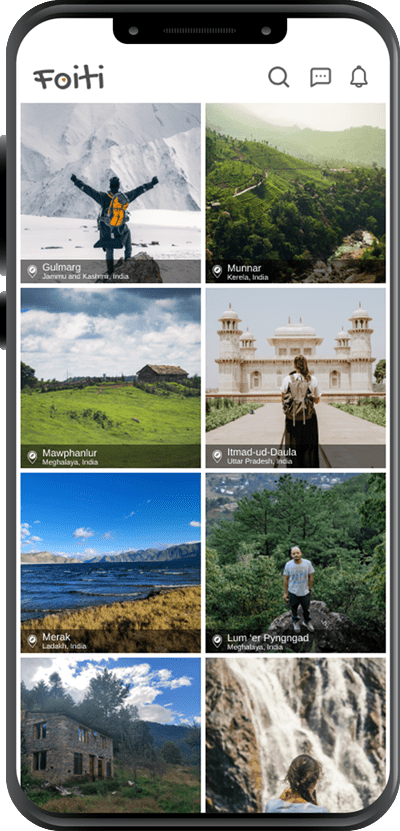 Foiti
Gulmarg
Jammu and Kashmir, India
Munnar
Kerela, India
Mawphanlur
Meghalaya, India
Itmad-ud-Daula
Uttar Pradesh, India
Merak
Ladakh, India
Lum 'er Pyngngad
Meghalaya, India